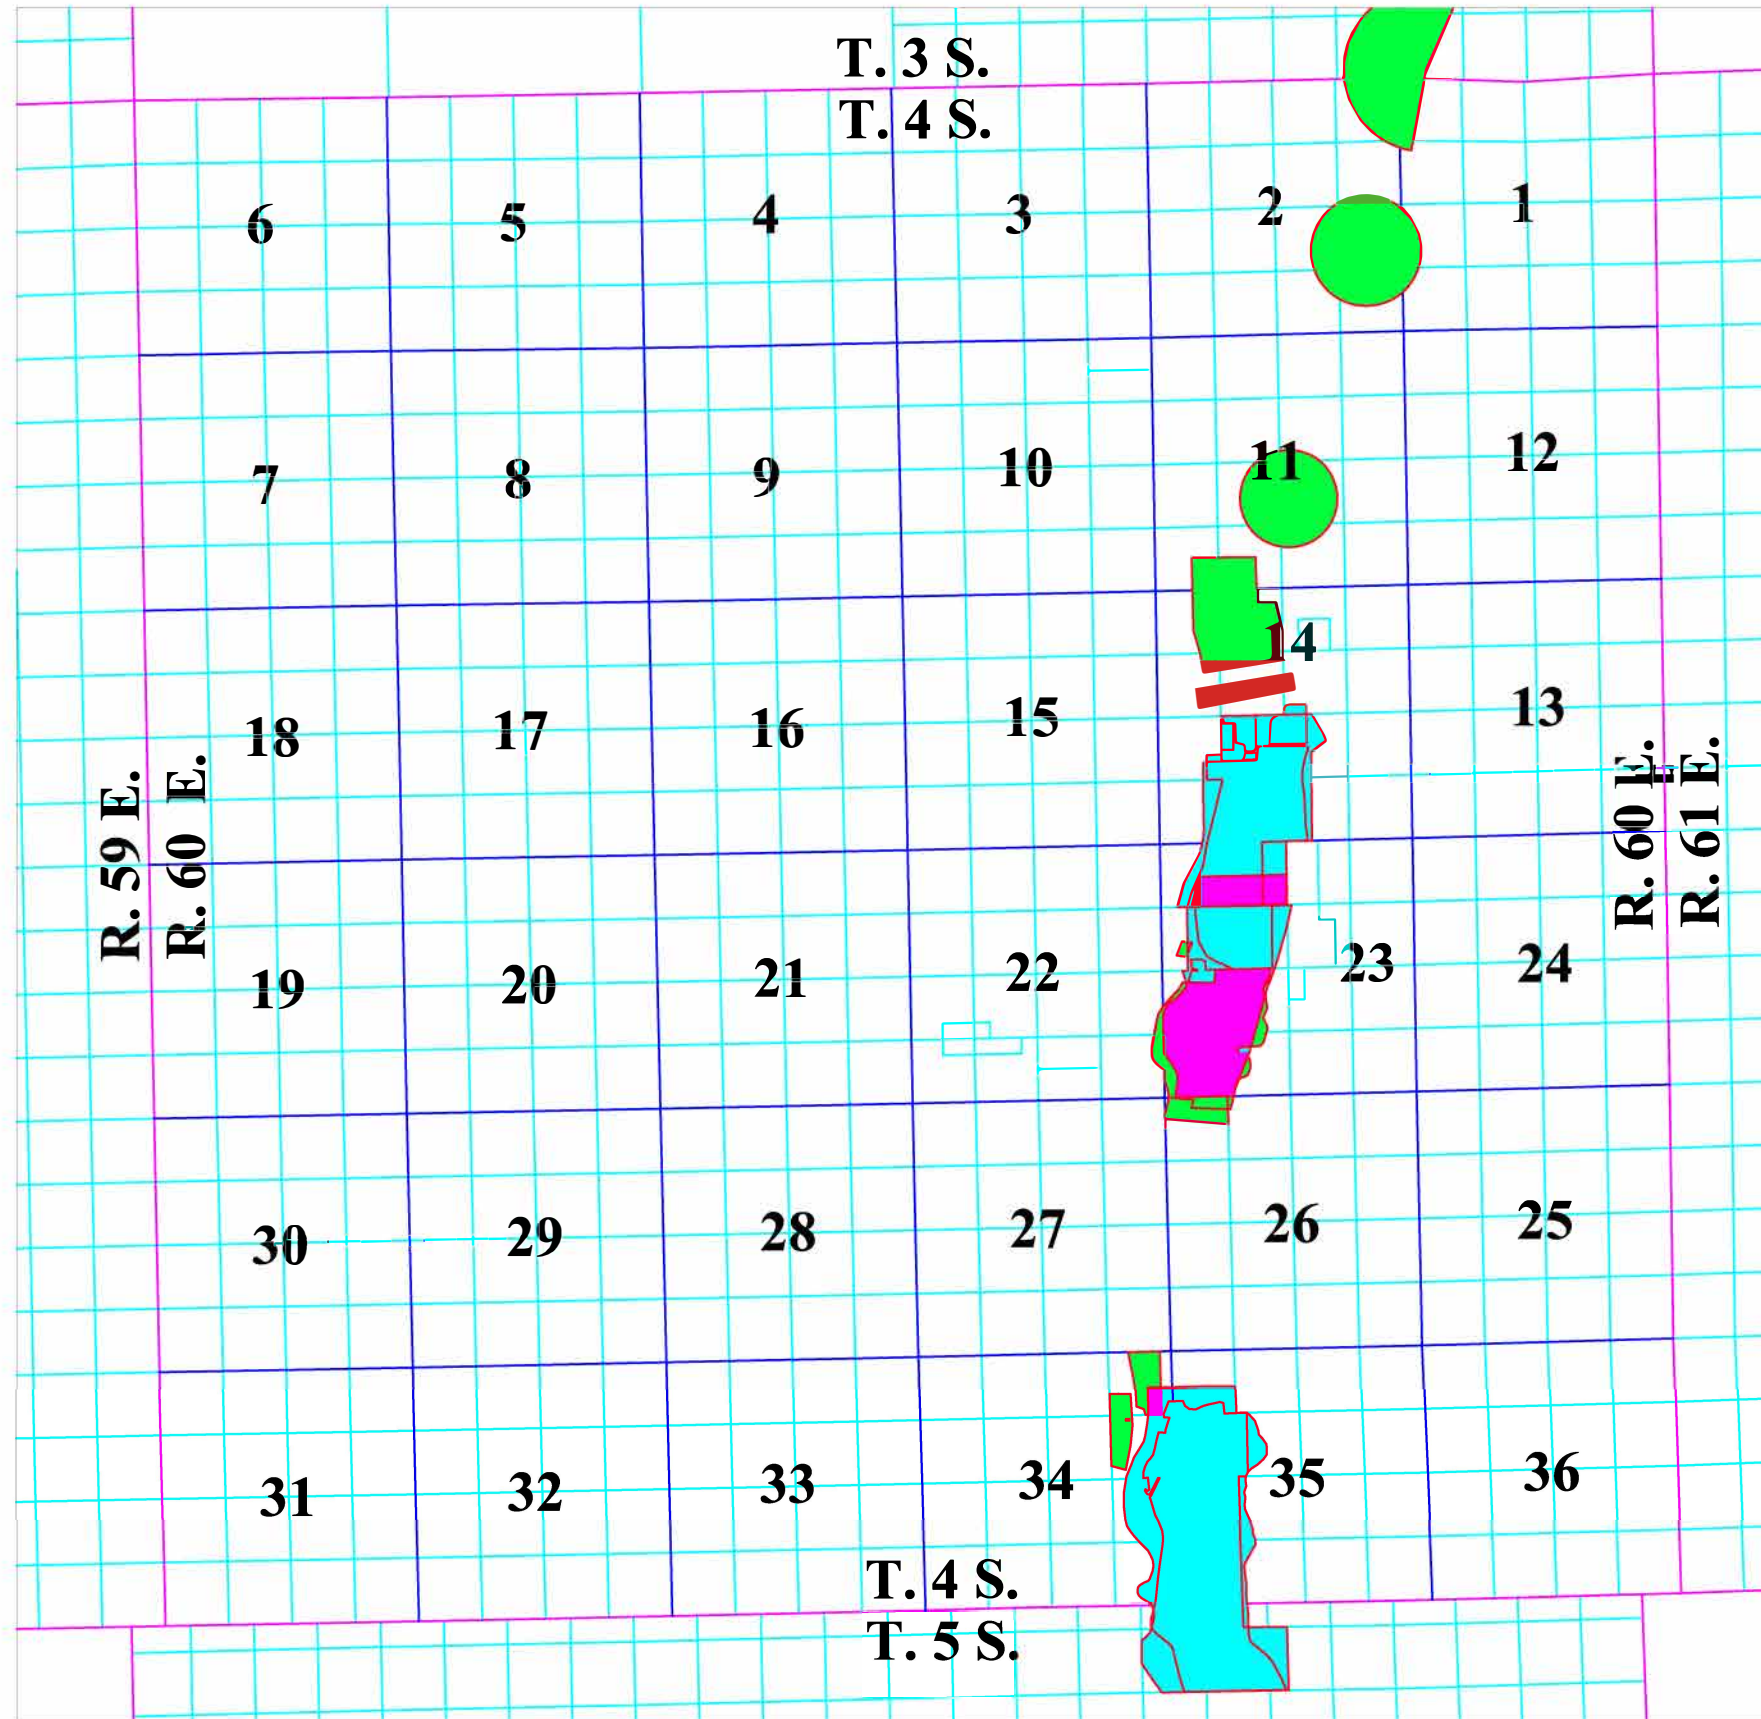 T. 3 S.
T. 4 S.
6 5 4 3 2 1
7 8 9 10 11 12
18 17 16 15 14 13
R. 59 E.
R. 60 E.
R. 60 E.
R. 61 E.
19 20 21 22 23 24
30 29 28 27 26 25
31 32 33 34 35 36
T. 4 S.
T. 5 S.